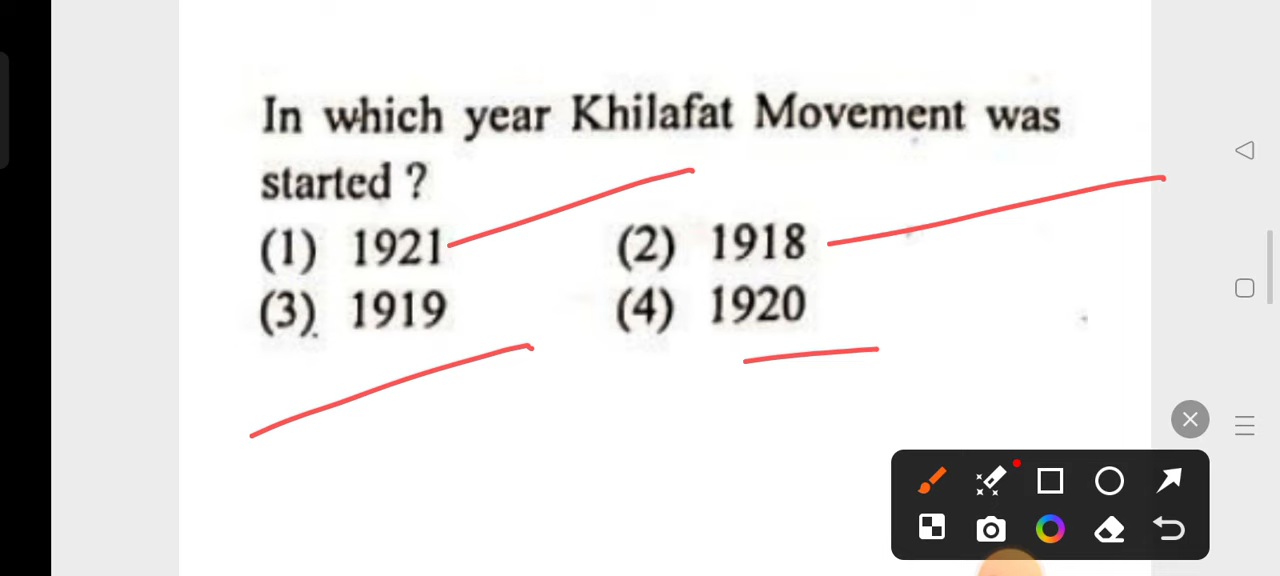 In which year Khilafat Movement was
started ?
(1) 1921 (2) 1918
(3) 1919 (4) 1920